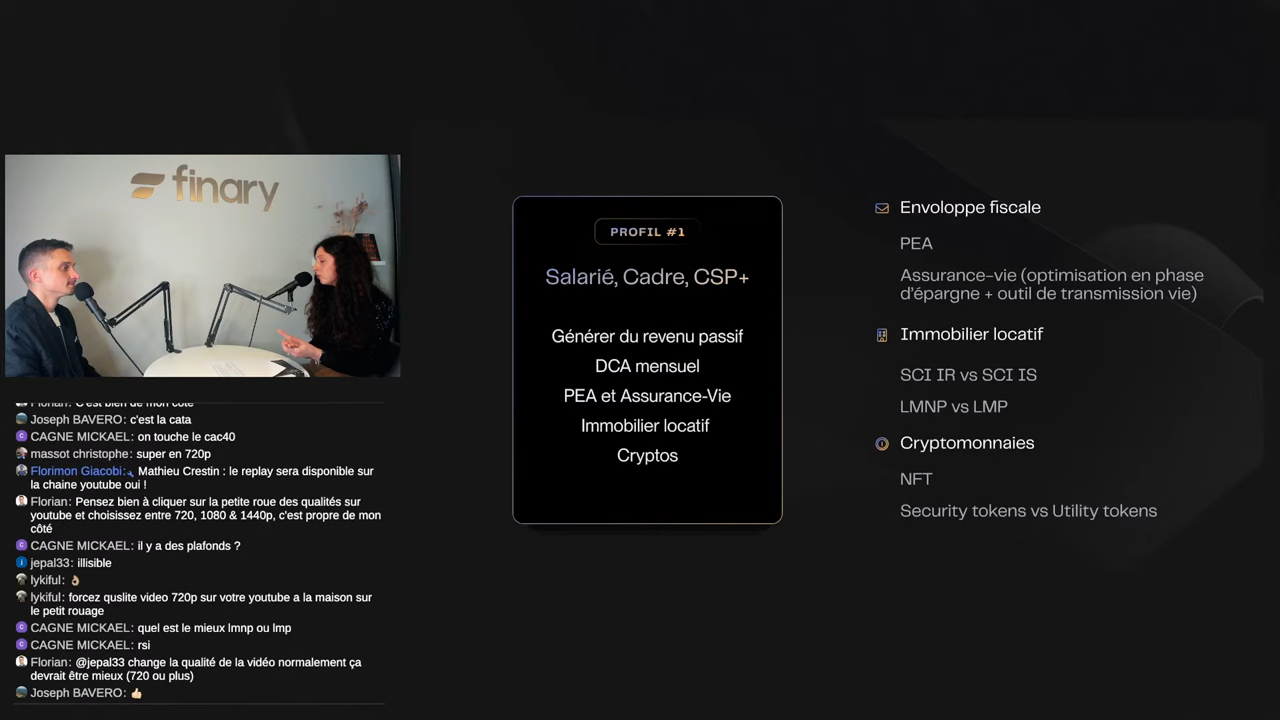 finary
Florian: C'est bien de mon côté
Joseph BAVERO: c'est la cata
CAGNE MICKAEL: on touche le cac40
massot christophe: super en 720p
Florimon Giacobi: Mathieu Crestin : le replay sera disponible sur
la chaine youtube oui !
Florian: Pensez bien à cliquer sur la petite roue des qualités sur
youtube et choisissez entre 720, 1080 & 1440p, c'est propre de mon
côté
CAGNE MICKAEL: il y a des plafonds ?
jepal33: illisible
lykiful: 👌🏼
lykiful: forcez quslite video 720p sur votre youtube a la maison sur
le petit rouage
CAGNE MICKAEL: quel est le mieux lmnp ou lmp
CAGNE MICKAEL: rsi
Florian: @jepal33 change la qualité de la vidéo normalement ça
devrait être mieux (720 ou plus)
Joseph BAVERO: 👍🏼
PROFIL #1
Salarié, Cadre, CSP+
Générer du revenu passif
DCA mensuel
PEA et Assurance-Vie
Immobilier locatif
Cryptos
Envoloppe fiscale
PEA
Assurance-vie (optimisation en phase
d'épargne + outil de transmission vie)
Immobilier locatif
SCI IR vs SCI IS
LMNP vs LMP
Cryptomonnaies
NFT
Security tokens vs Utility tokens